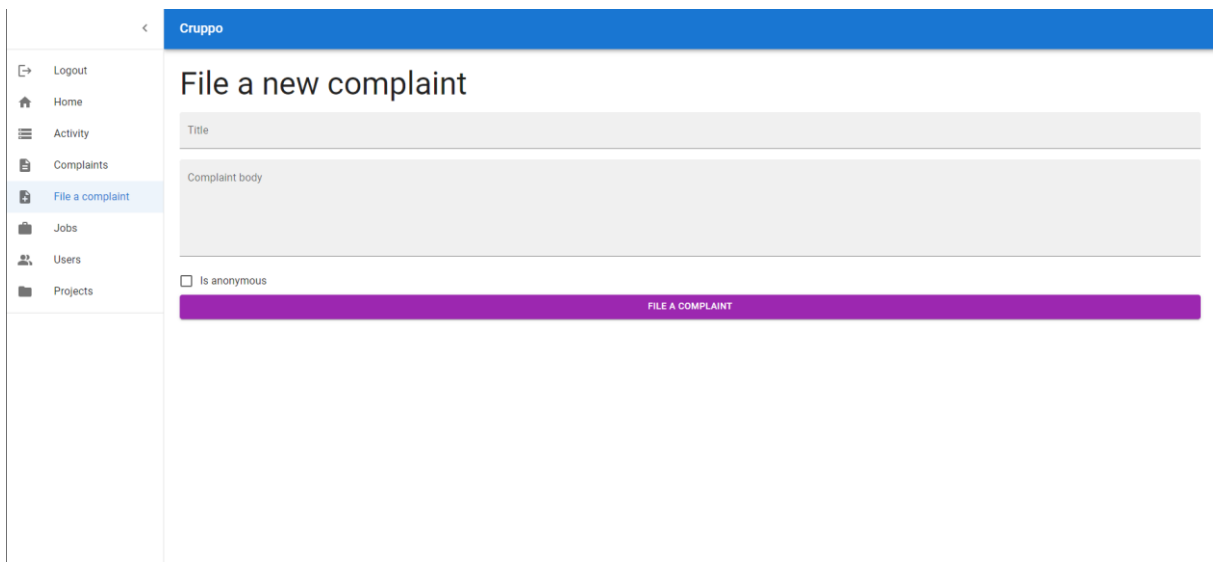 Cruppo
Logout
Home
Activity
Complaints
File a complaint
Jobs
Users
Projects
File a new complaint
Title
Complaint body
Is anonymous
FILE A COMPLAINT